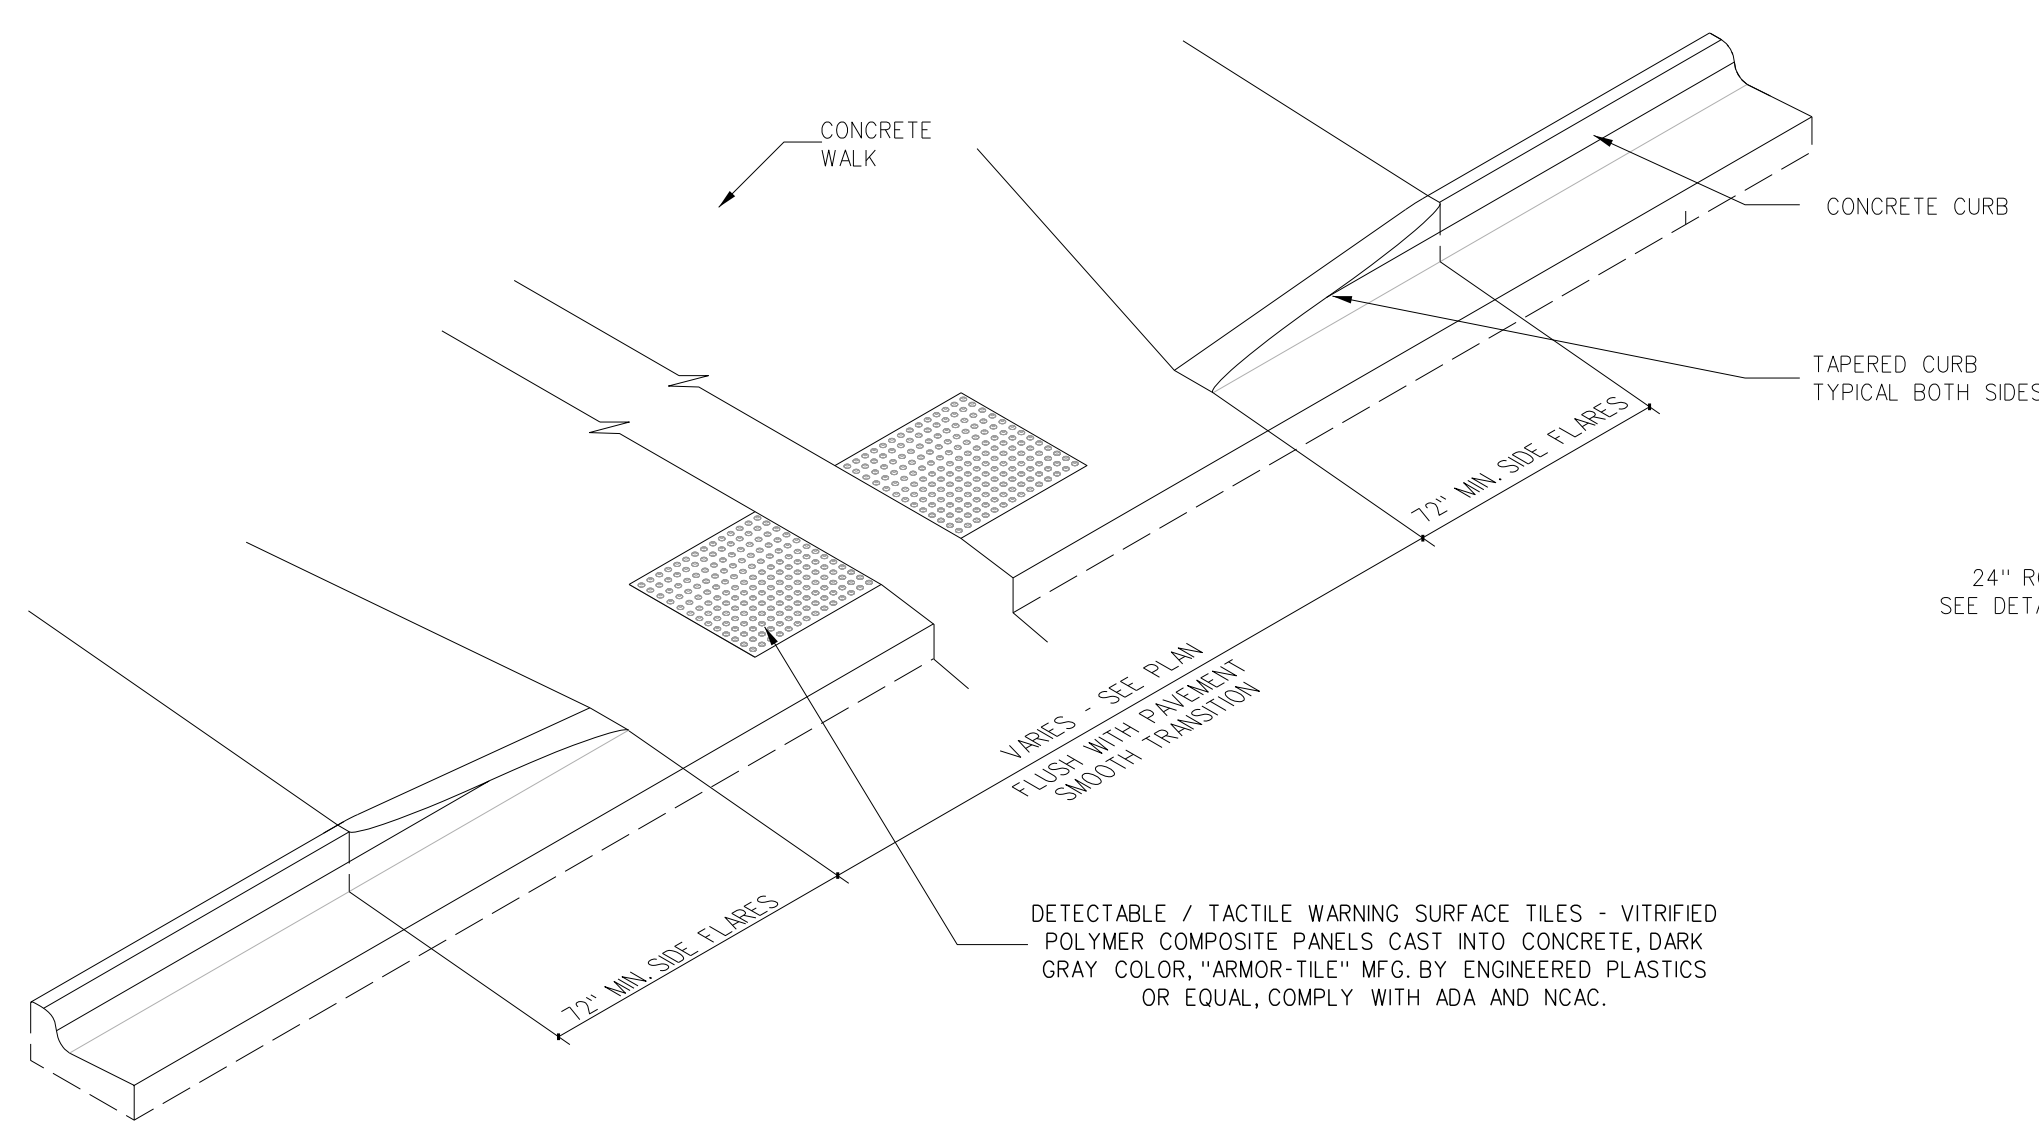 CONCRETE
WALK
CONCRETE CURB
TAPERED CURB
TYPICAL BOTH SIDES
72" MIN. SIDE FLARES
24"
SEE
VARIES - SEE PLAN
FLUSH WITH PAVEMENT
SMOOTH TRANSITION
72" MIN. SIDE FLARES
DETECTABLE / TACTILE WARNING SURFACE TILES - VITRIFIED
POLYMER COMPOSITE PANELS CAST INTO CONCRETE, DARK
GRAY COLOR, "ARMOR-TILE" MFG. BY ENGINEERED PLASTICS
OR EQUAL, COMPLY WITH ADA AND NCAC.